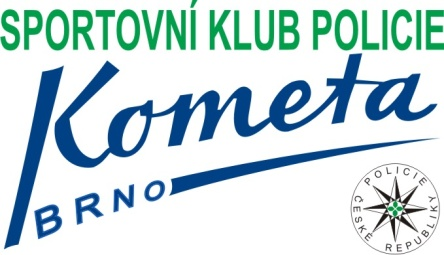 SPORTOVNÍ KLUB POLICIE
Kometa
BRNO
POLICIE
ČESKÉ REPUBLIKY